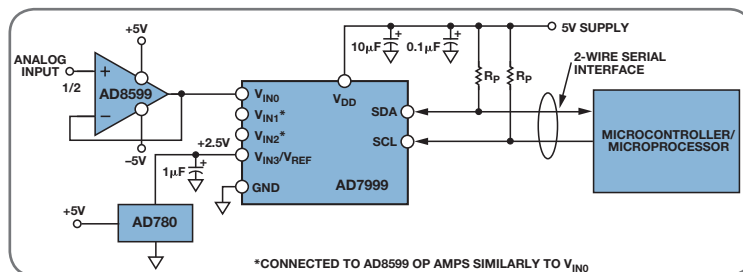 +5V
ANALOG
INPUT
1/2
+
AD8599
–
–5V
10µF
+
0.1µF
+
5V SUPPLY
RP
RP
2-WIRE SERIAL
INTERFACE
VIN0
VDD
VIN1*
VIN2*
SDA
+2.5V
VIN3/VREF
SCL
1µF
+
GND
AD7999
MICROCONTROLLER/
MICROPROCESSOR
+5V
AD780
*CONNECTED TO AD8599 OP AMPS SIMILARLY TO VIN0